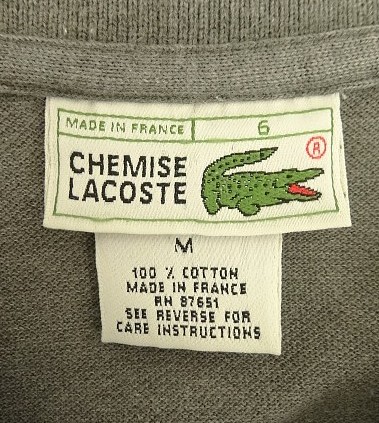 MADE IN FRANCE 6
CHEMISE
LACOSTE
®
M
100 % COTTON
MADE IN FRANCE
RN 87651
SEE REVERSE FOR
CARE INSTRUCTIONS